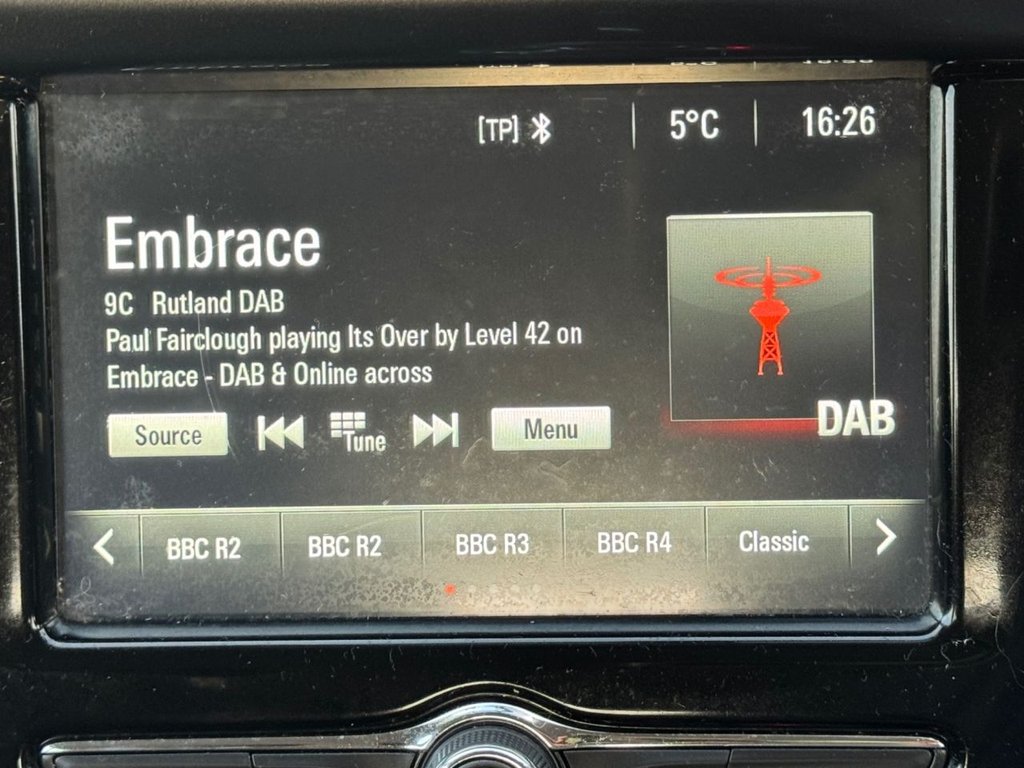 [TP] 5°C 16:26
Embrace
9C Rutland DAB
Paul Fairclough playing Its Over by Level 42 on
Embrace - DAB & Online across
DAB
Source Tune Menu
BBC R2 BBC R2 BBC R3 BBC R4 Classic